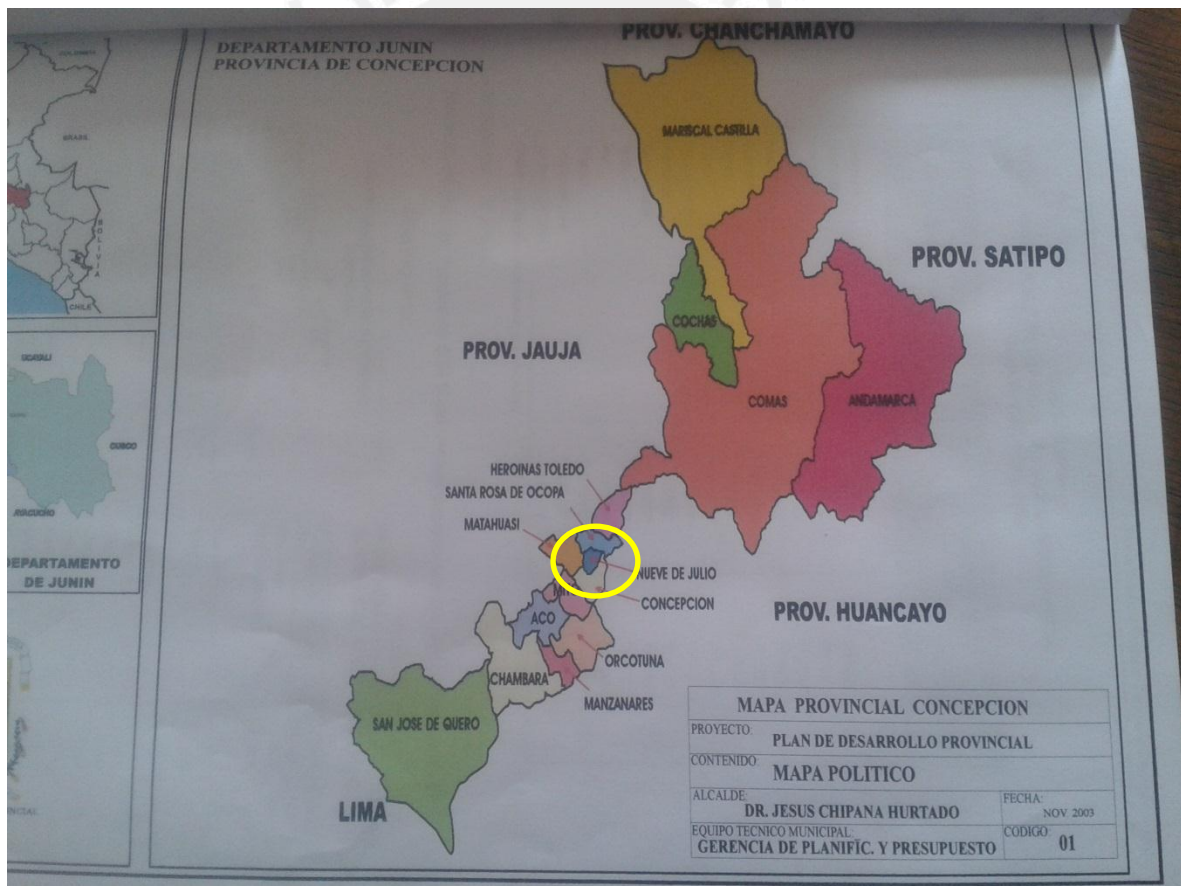 DEPARTAMENTO JUNIN
PROVINCIA DE CONCEPCION
PROV. CHANCHAMAYO
MARISCAL CASTILLA
PROV. SATIPO
COCHAS
PROV. JAUJA
COMAS
ANDAMARCA
HEROINAS TOLEDO
SANTA ROSA DE OCOPA
MATAHUASI
NUEVE DE JULIO
CONCEPCION
ACO
PROV. HUANCAYO
ORCOTUNA
CHAMBARA
MANZANARES
SAN JOSE DE QUERO
LIMA
BRASIL
BOLIVIA
CHILE
UCAYALI
CUSCO
AYACUCHO
DEPARTAMENTO
DE JUNIN
MAPA PROVINCIAL CONCEPCION
PROYECTO:
PLAN DE DESARROLLO PROVINCIAL
CONTENIDO:
MAPA POLITICO
ALCALDE:
DR. JESUS CHIPANA HURTADO
FECHA:
NOV 2003
EQUIPO TECNICO MUNICIPAL:
GERENCIA DE PLANIFIC. Y PRESUPUESTO
CODIGO:
01